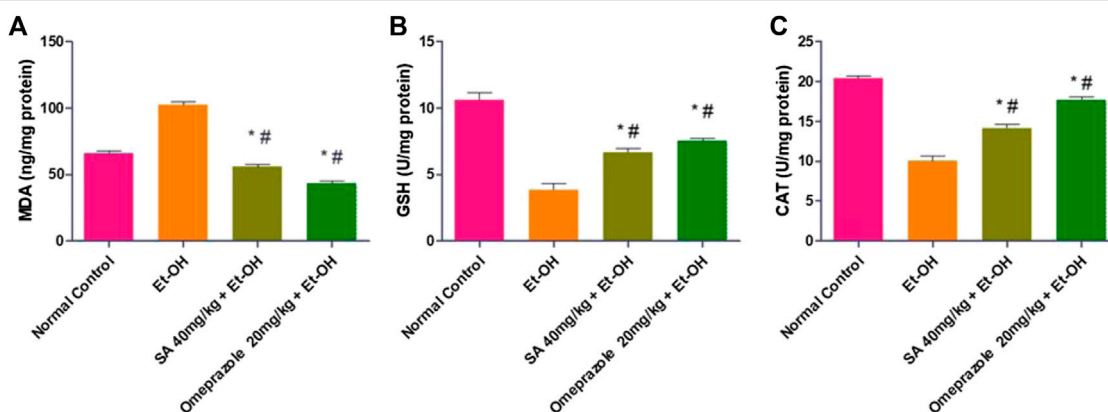 A
MDA (ng/mg protein)
150
100
50
0
* #
* #
Normal Control
Et-OH
SA 40mg/kg + Et-OH
Omeprazole 20mg/kg + Et-OH
B
GSH (U/mg protein)
15
10
5
0
* #
* #
Normal Control
Et-OH
SA 40mg/kg + Et-OH
Omeprazole 20mg/kg + Et-OH
C
CAT (U/mg protein)
25
20
15
10
5
0
* #
* #
Normal Control
Et-OH
SA 40mg/kg + Et-OH
Omeprazole 20mg/kg + Et-OH